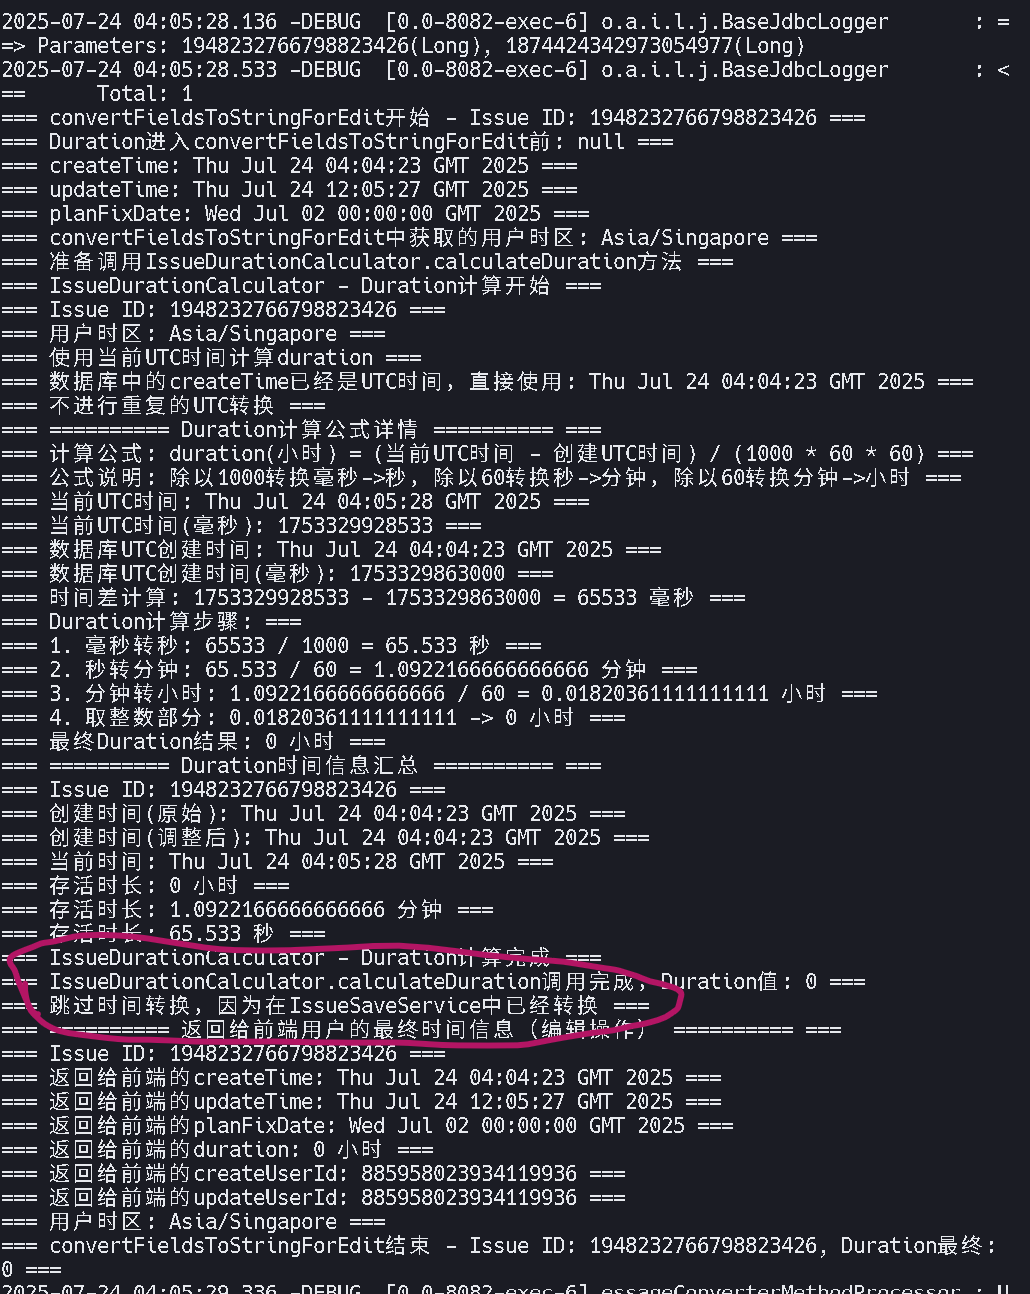 2025-07-24 04:05:28.136 -DEBUG  [0.0-8082-exec-6] o.a.i.l.j.BaseJdbcLogger       : =
=> Parameters: 1948232766798823426(Long), 1874424342973054977(Long)
2025-07-24 04:05:28.533 -DEBUG  [0.0-8082-exec-6] o.a.i.l.j.BaseJdbcLogger       : <
==      Total: 1
=== convertFieldsToStringForEdit开始 - Issue ID: 1948232766798823426 ===
=== Duration进入convertFieldsToStringForEdit前: null ===
=== createTime: Thu Jul 24 04:04:23 GMT 2025 ===
=== updateTime: Thu Jul 24 12:05:27 GMT 2025 ===
=== planFixDate: Wed Jul 02 00:00:00 GMT 2025 ===
=== convertFieldsToStringForEdit中获取的用户时区: Asia/Singapore ===
=== 准备调用IssueDurationCalculator.calculateDuration方法 ===
=== IssueDurationCalculator - Duration计算开始 ===
=== Issue ID: 1948232766798823426 ===
=== 用户时区: Asia/Singapore ===
=== 使用当前UTC时间计算duration ===
=== 数据库中的createTime已经是UTC时间, 直接使用: Thu Jul 24 04:04:23 GMT 2025 ===
=== 不进行重复的UTC转换 ===
=== ========== Duration计算公式详情 ========== ===
=== 计算公式: duration(小时) = (当前UTC时间 - 创建UTC时间) / (1000 * 60 * 60) ===
=== 公式说明: 除以1000转换毫秒->秒, 除以60转换秒->分钟, 除以60转换分钟->小时 ===
=== 当前UTC时间: Thu Jul 24 04:05:28 GMT 2025 ===
=== 当前UTC时间(毫秒): 1753329928533 ===
=== 数据库UTC创建时间: Thu Jul 24 04:04:23 GMT 2025 ===
=== 数据库UTC创建时间(毫秒): 1753329863000 ===
=== 时间差计算: 1753329928533 - 1753329863000 = 65533 毫秒 ===
=== Duration计算步骤: ===
=== 1. 毫秒转秒: 65533 / 1000 = 65.533 秒 ===
=== 2. 秒转分钟: 65.533 / 60 = 1.0922166666666666 分钟 ===
=== 3. 分钟转小时: 1.0922166666666666 / 60 = 0.01820361111111111 小时 ===
=== 4. 取整数部分: 0.01820361111111111 -> 0 小时 ===
=== 最终Duration结果: 0 小时 ===
=== ========== Duration时间信息汇总 ========== ===
=== Issue ID: 1948232766798823426 ===
=== 创建时间(原始): Thu Jul 24 04:04:23 GMT 2025 ===
=== 创建时间(调整后): Thu Jul 24 04:04:23 GMT 2025 ===
=== 当前时间: Thu Jul 24 04:05:28 GMT 2025 ===
=== 存活时长: 0 小时 ===
=== 存活时长: 1.0922166666666666 分钟 ===
=== 存活时长: 65.533 秒 ===
=== IssueDurationCalculator - Duration计算完成 ===
=== IssueDurationCalculator.calculateDuration调用完成, Duration值: 0 ===
=== 跳过时间转换, 因为在IssueSaveService中已经转换 ===
=== ========== 返回给前端用户的最终时间信息 (编辑操作) ========== ===
=== Issue ID: 1948232766798823426 ===
=== 返回给前端的createTime: Thu Jul 24 04:04:23 GMT 2025 ===
=== 返回给前端的updateTime: Thu Jul 24 12:05:27 GMT 2025 ===
=== 返回给前端的planFixDate: Wed Jul 02 00:00:00 GMT 2025 ===
=== 返回给前端的duration: 0 小时 ===
=== 返回给前端的createUserId: 885958023934119936 ===
=== 返回给前端的updateUserId: 885958023934119936 ===
=== 用户时区: Asia/Singapore ===
=== convertFieldsToStringForEdit结束 - Issue ID: 1948232766798823426, Duration最终:
0 ===
2025-07-24 04:05:29.336 -DEBUG  [0.0-8082-exec-6] essageConverterMethodProcessor : W